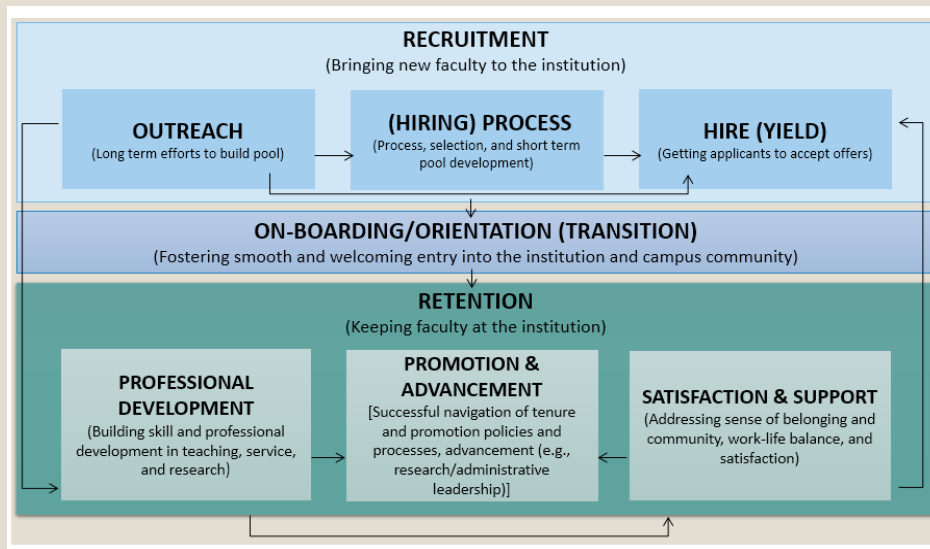 RECRUITMENT
(Bringing new faculty to the institution)
OUTREACH
(Long term efforts to build pool)
(HIRING) PROCESS
(Process, selection, and short term
pool development)
HIRE (YIELD)
(Getting applicants to accept offers)
ON-BOARDING/ORIENTATION (TRANSITION)
(Fostering smooth and welcoming entry into the institution and campus community)
RETENTION
(Keeping faculty at the institution)
PROFESSIONAL
DEVELOPMENT
(Building skill and professional
development in teaching, service,
and research)
PROMOTION &
ADVANCEMENT
[Successful navigation of tenure
and promotion policies and
processes, advancement (e.g.,
research/administrative
leadership)]
SATISFACTION & SUPPORT
(Addressing sense of belonging and
community, work-life balance, and
satisfaction)